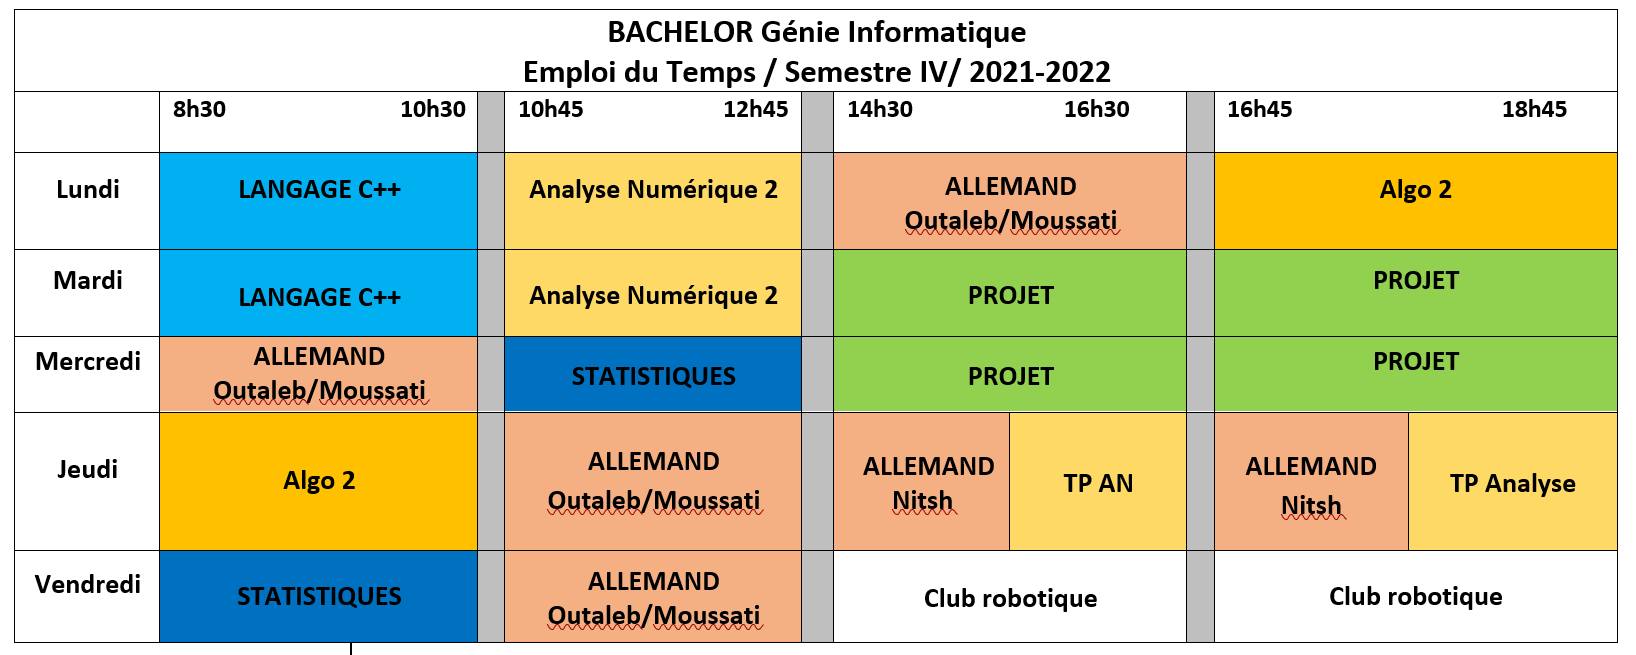 BACHELOR Génie Informatique
Emploi du Temps / Semestre IV/ 2021-2022
8h30 10h30 10h45 12h45 14h30 16h30 16h45 18h45
Lundi
LANGAGE C++
Analyse Numérique 2
ALLEMAND
Outaleb/Moussati
Algo 2
Mardi
LANGAGE C++
Analyse Numérique 2
PROJET
PROJET
Mercredi
ALLEMAND
Outaleb/Moussati
STATISTIQUES
PROJET
PROJET
Jeudi
Algo 2
ALLEMAND
Outaleb/Moussati
ALLEMAND
Nitsh
TP AN
ALLEMAND
Nitsh
TP Analyse
Vendredi
STATISTIQUES
ALLEMAND
Outaleb/Moussati
Club robotique
Club robotique